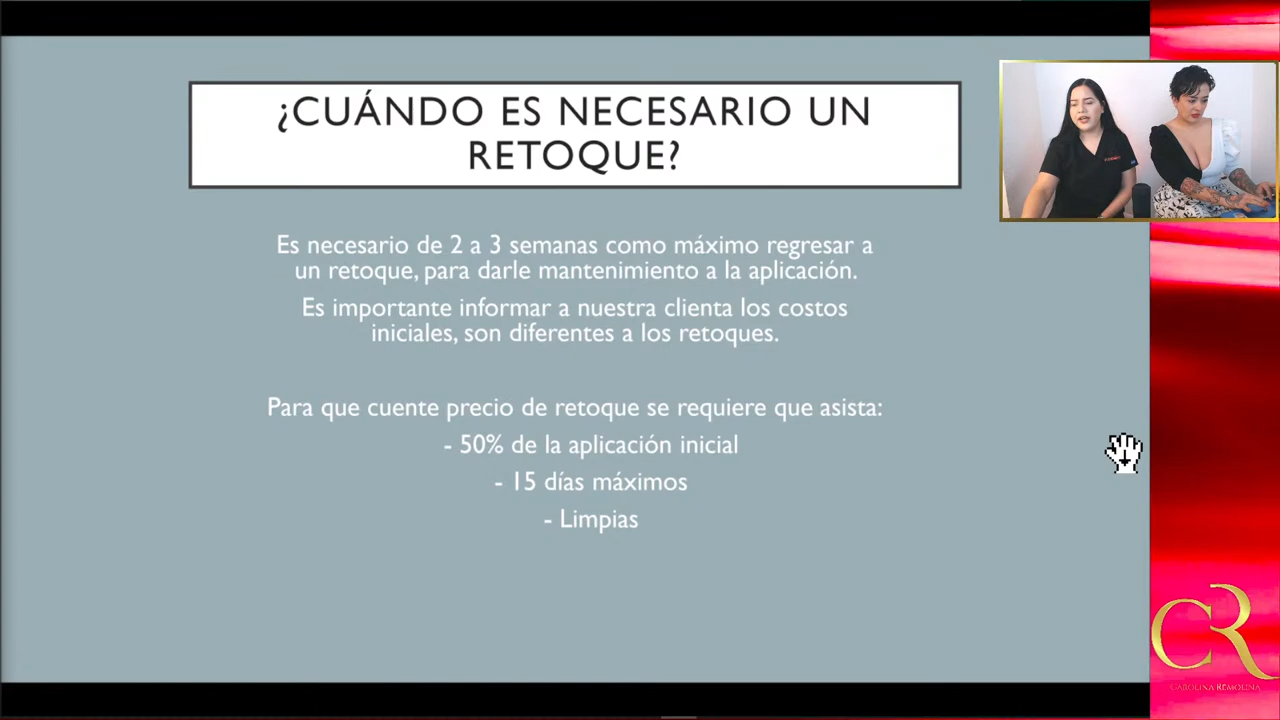 ¿CUÁNDO ES NECESARIO UN
RETOQUE?
Es necesario de 2 a 3 semanas como máximo regresar a
un retoque, para darle mantenimiento a la aplicación.
Es importante informar a nuestra clienta los costos
iniciales, son diferentes a los retoques.
Para que cuente precio de retoque se requiere que asista:
- 50% de la aplicación inicial
- 15 días máximos
- Limpias
CR
CAROLINA REMOLINA